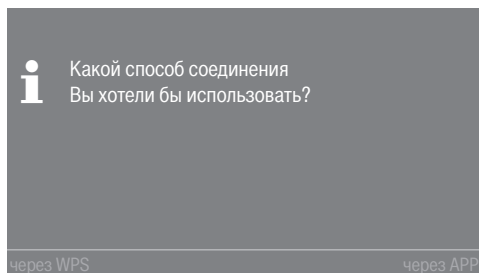 Какой способ соединения
Вы хотели бы использовать?
через WPS через APP